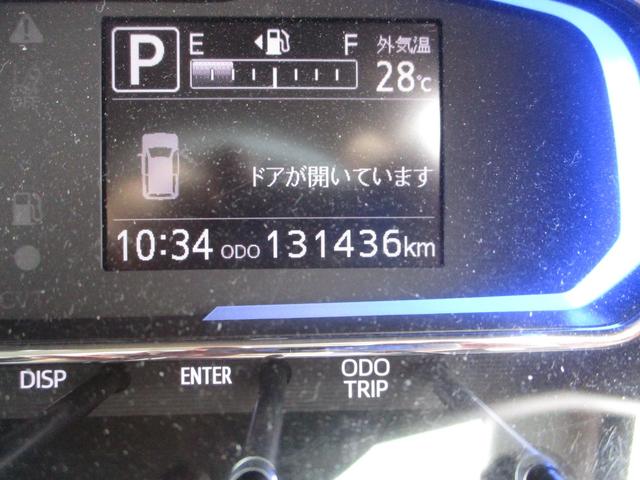 P E F 外気温
28℃
ドアが開いています
10:34 ODO 131436km
DISP ENTER ODO
TRIP